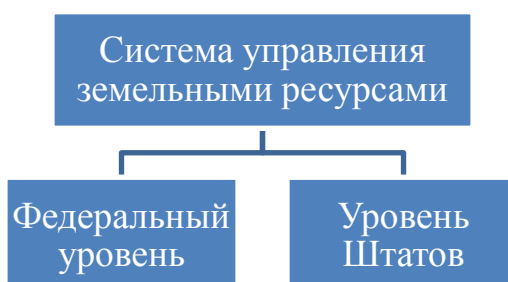 Система управления
земельными ресурсами
Федеральный
уровень
Уровень
Штатов